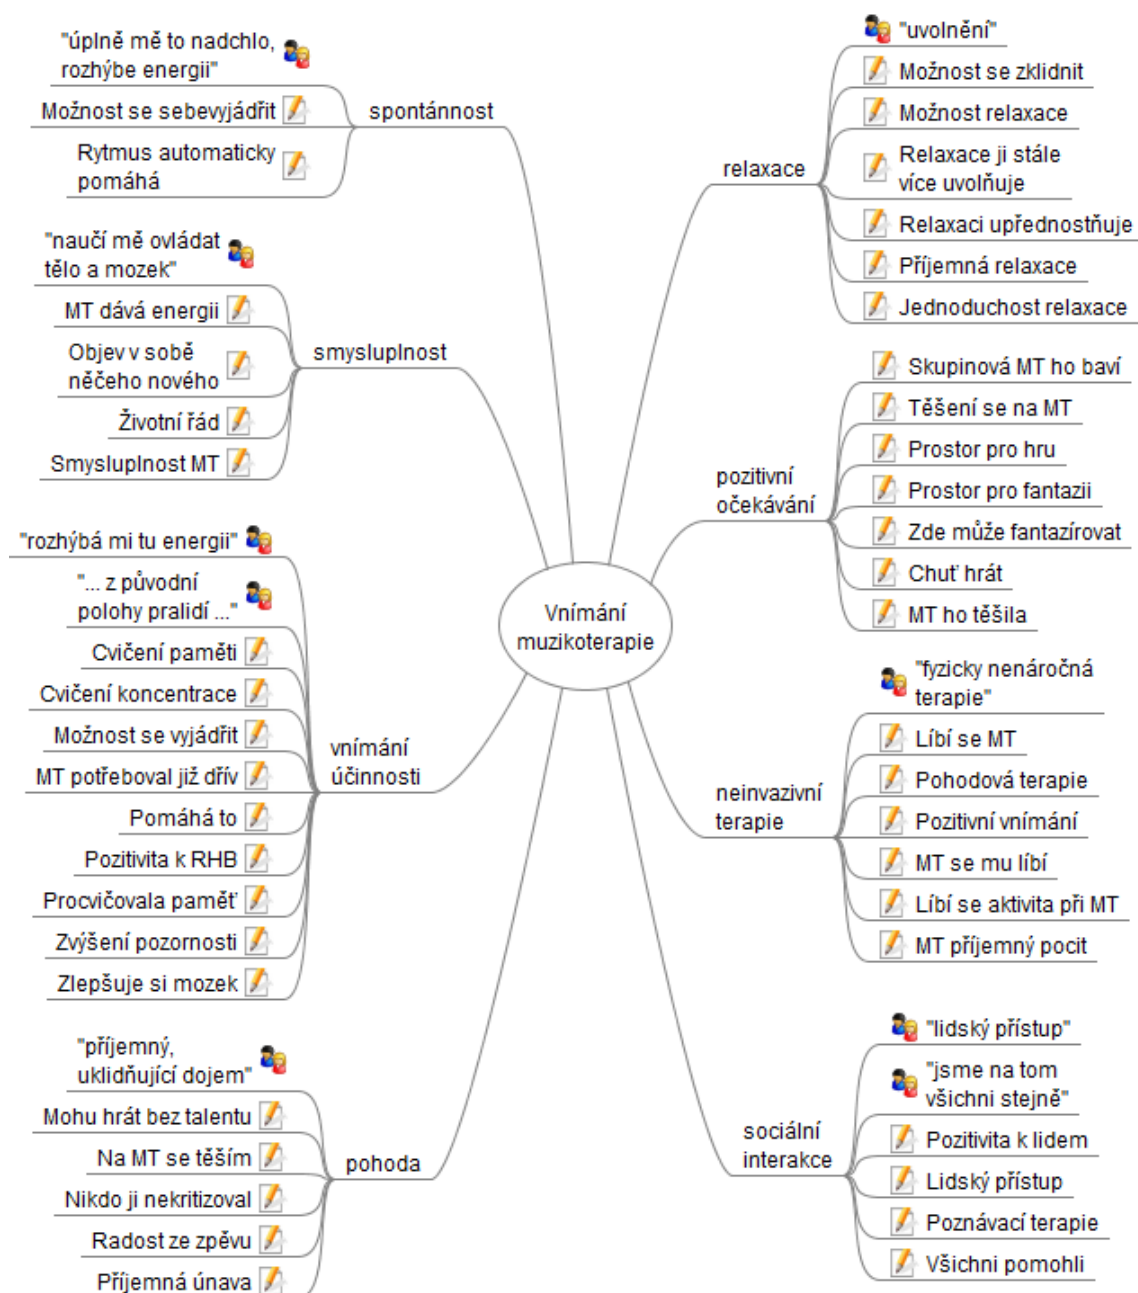 "úplně mě to nadchlo,
rozhýbe energii"
Možnost se sebevyjádřit
Rytmus automaticky
pomáhá
spontánnost
"naučí mě ovládat
tělo a mozek"
MT dává energii
Objev v sobě
něčeho nového
Životní řád
Smysluplnost MT
smysluplnost
"rozhýbá mi tu energii"
"... z původní
polohy pralidí ..."
Cvičení paměti
Cvičení koncentrace
Možnost se vyjádřit
MT potřeboval již dřív
Pomáhá to
Pozitivita k RHB
Procvičovala paměť
Zvýšení pozornosti
Zlepšuje si mozek
vnímání
účinnosti
"příjemný,
uklidňující dojem"
Mohu hrát bez talentu
Na MT se těším
Nikdo ji nekritizoval
Radost ze zpěvu
Příjemná únava
pohoda
Vnímání
muzikoterapie
relaxace
"uvolnění"
Možnost se zklidnit
Možnost relaxace
Relaxace ji stále
více uvolňuje
Relaxaci upřednostňuje
Příjemná relaxace
Jednoduchost relaxace
pozitivní
očekávání
Skupinová MT ho baví
Těšení se na MT
Prostor pro hru
Prostor pro fantazii
Zde může fantazírovat
Chuť hrát
MT ho těšila
neinvazivní
terapie
"fyzicky nenáročná
terapie"
Líbí se MT
Pohodová terapie
Pozitivní vnímání
MT se mu líbí
Líbí se aktivita při MT
MT příjemný pocit
sociální
interakce
"lidský přístup"
"jsme na tom
všichni stejně"
Pozitivita k lidem
Lidský přístup
Poznávací terapie
Všichni pomohli